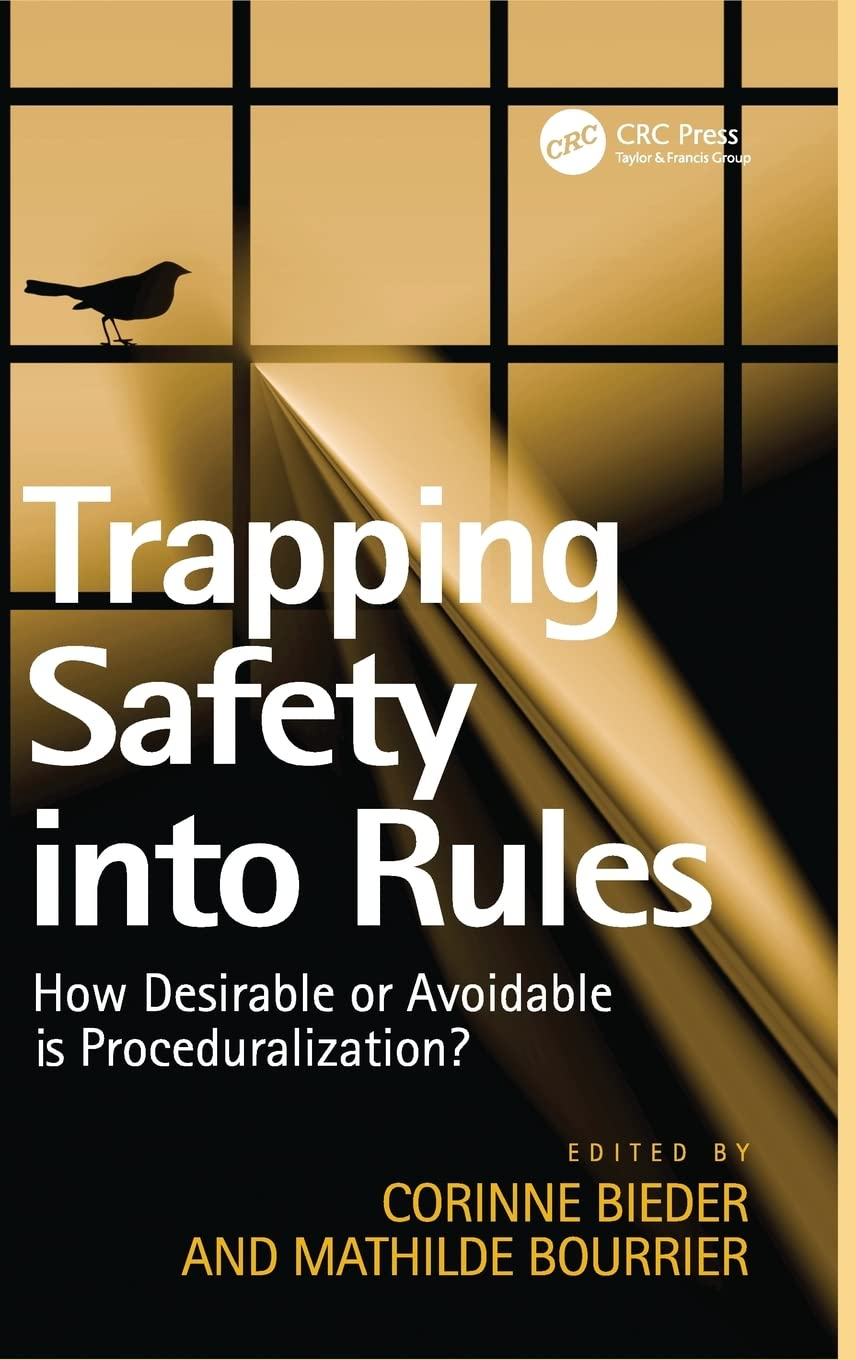 CRC
CRC Press
Taylor & Francis Group
Trapping
Safety
into Rules
How Desirable or Avoidable
is Proceduralization?
EDITED BY
CORINNE BIEDER
AND MATHILDE BOURRIER